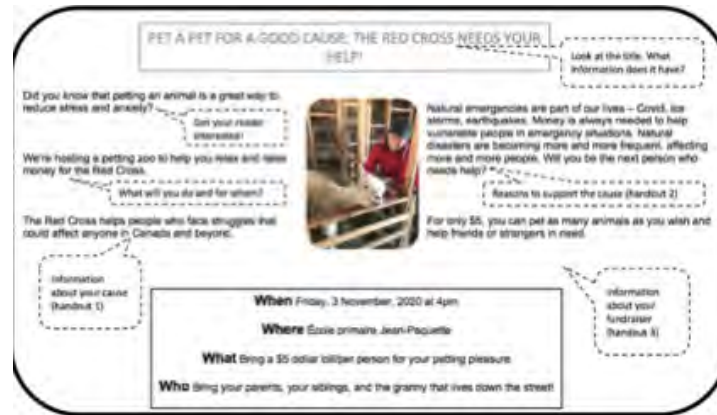 PET A PET FOR A GOOD CAUSE: THE RED CROSS NEEDS YOUR
HELP!
Look at the title. What
information does it have?
Did you know that petting an animal is a great way to
reduce stress and anxiety?
Get your reader
interested!
We're hosting a petting zoo to help you relax and raise
money for the Red Cross.
What will you do and for whom?
The Red Cross helps people who face struggles that
could affect anyone in Canada and beyond.
Information
about your cause
(handout 1)
Natural emergencies are part of our lives – Covid, ice
storms, earthquakes. Money is always needed to help
vulnerable people in emergency situations. Natural
disasters are becoming more and more frequent, affecting
more and more people. Will you be the next person who
needs help?
Reasons to support the cause (handout 2)
For only $5, you can pet as many animals as you wish and
help friends or strangers in need.
Information
about your
fundraiser
(handout 3)
When Friday, 3 November, 2020 at 4pm
Where École primaire Jean-Paquette
What Bring a $5 dollar per person for your petting pleasure
Who Bring your parents, your siblings, and the granny that lives down the street!